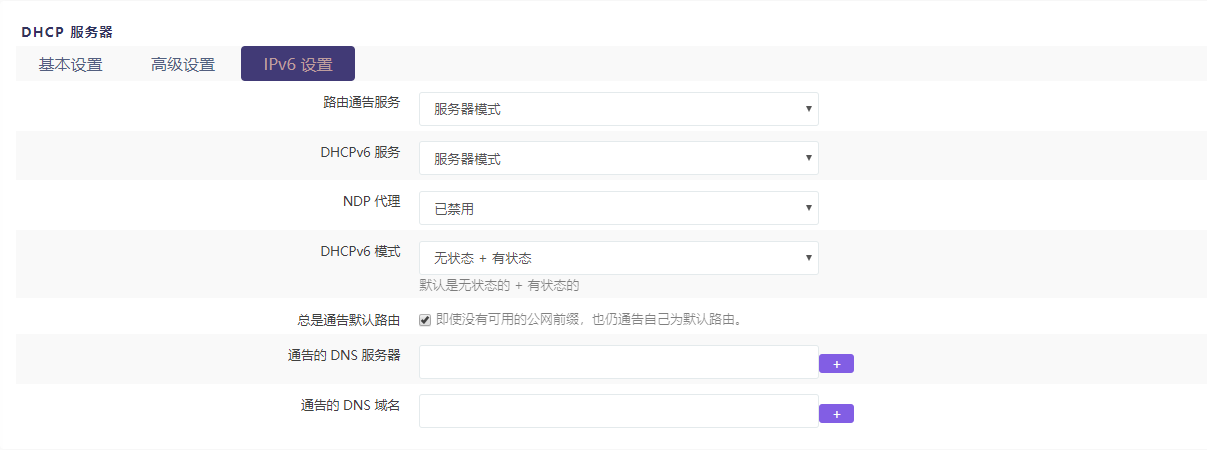 DHCP 服务器
基本设置 高级设置 IPv6 设置
路由通告服务 服务器模式
DHCPv6 服务 服务器模式
NDP 代理 已禁用
DHCPv6 模式 无状态 + 有状态
默认是无状态的 + 有状态的
总是通告默认路由 即使没有可用的公网前缀，也仍通告自己为默认路由。
通告的 DNS 服务器 +
通告的 DNS 域名 +